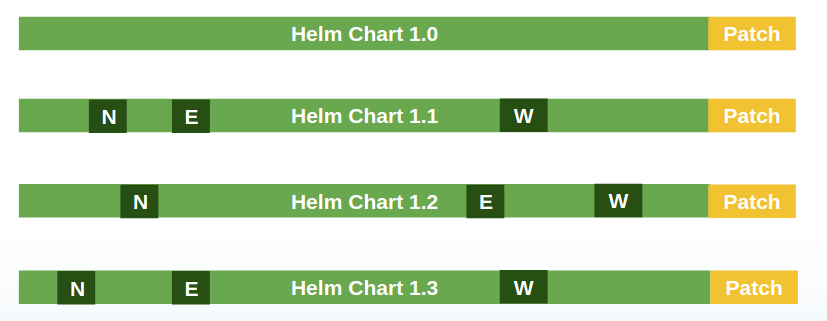 Helm Chart 1.0 Patch
N E Helm Chart 1.1 W Patch
N Helm Chart 1.2 E W Patch
N E Helm Chart 1.3 W Patch